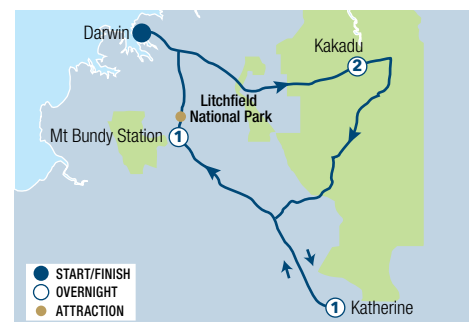 Darwin
Kakadu
2
Litchfield
National Park
Mt Bundy Station
1
START/FINISH
OVERNIGHT
ATTRACTION
1
Katherine